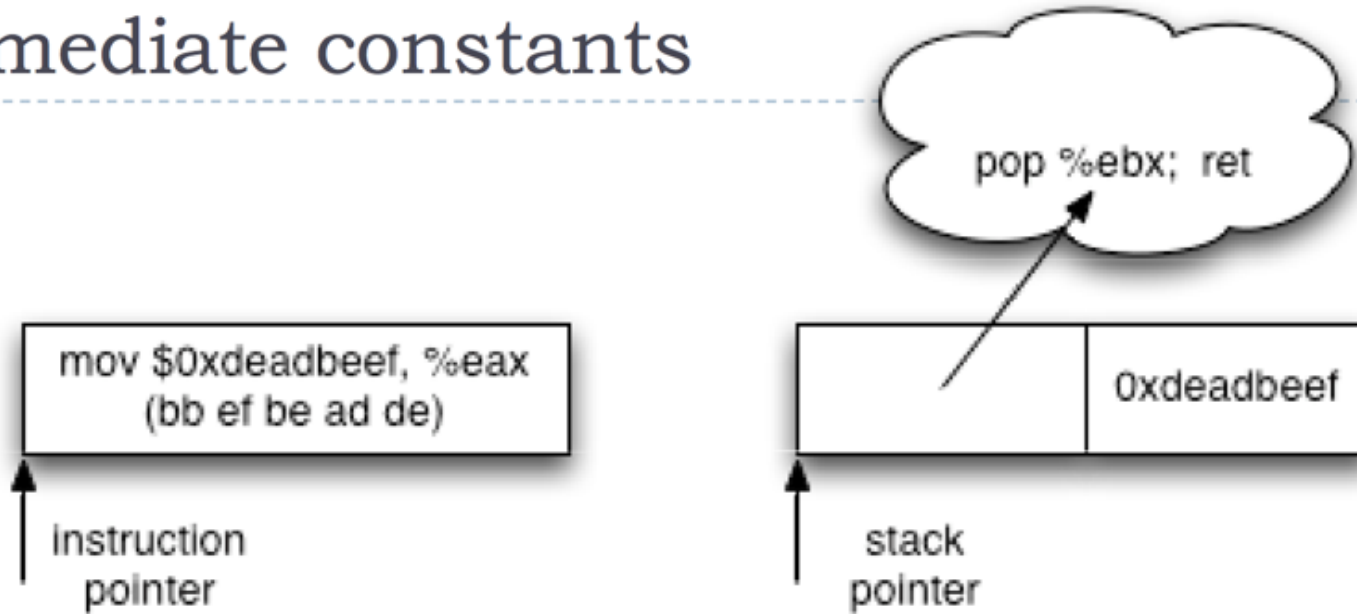 mediate constants
pop %ebx; ret
mov $0xdeadbeef, %eax
(bb ef be ad de)
0xdeadbeef
instruction
pointer
stack
pointer